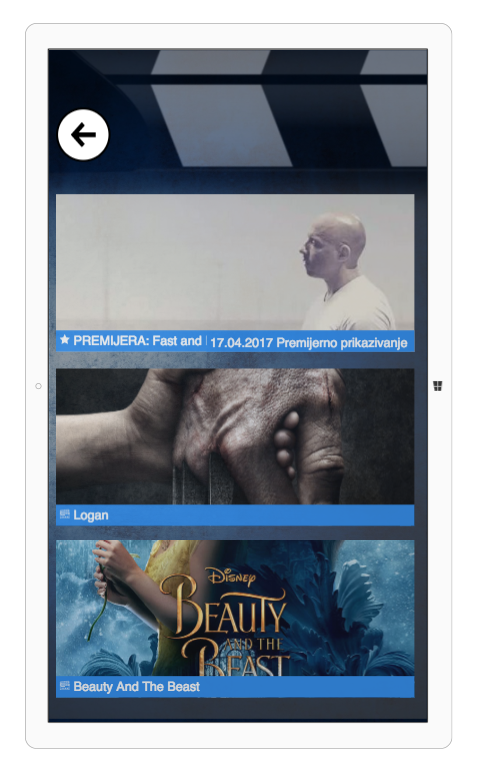 PREMIJERA: Fast and
17.04.2017 Premijerno prikazivanje
Logan
Disney
BEAUTY
AND THE
BEAST
Beauty And The Beast